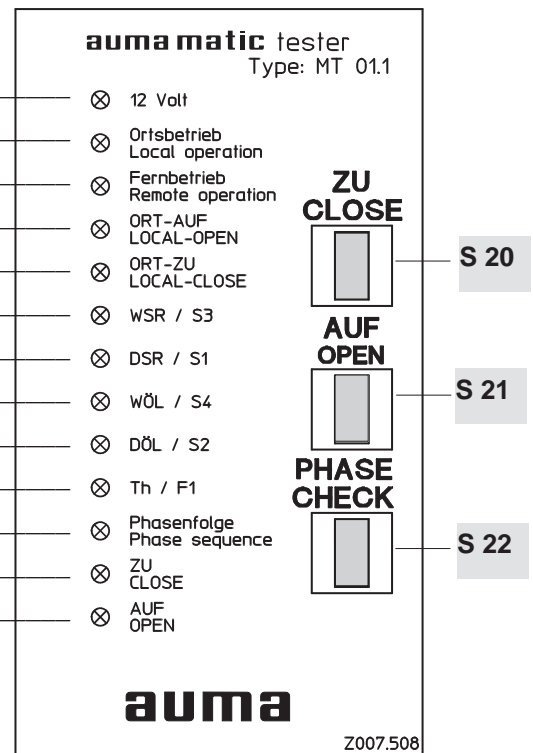 auma matic tester
Type: MT 01.1
12 Volt
Ortsbetrieb
Local operation
Fernbetrieb
Remote operation
ORT-AUF
LOCAL-OPEN
ORT-ZU
LOCAL-CLOSE
WSR / S3
DSR / S1
WÖL / S4
DÖL / S2
Th / F1
Phasenfolge
Phase sequence
ZU
CLOSE
AUF
OPEN
ZU
CLOSE
S 20
AUF
OPEN
S 21
PHASE
CHECK
S 22
auma
Z007.508